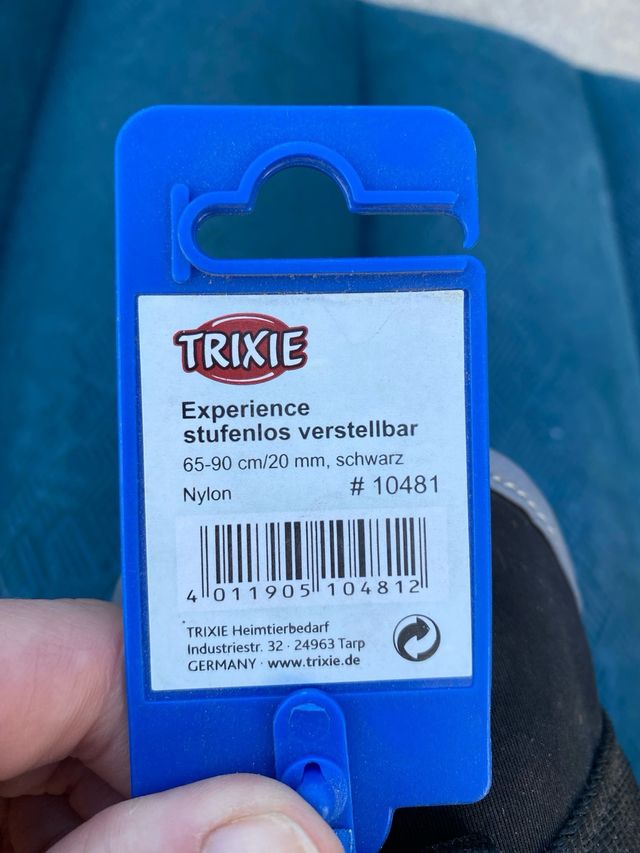 TRIXIE
Experience
stufenlos verstellbar
65-90 cm/20 mm, schwarz
Nylon # 10481
4 011905 104812
TRIXIE Heimtierbedarf
Industriestr. 32 · 24963 Tarp
GERMANY · www.trixie.de